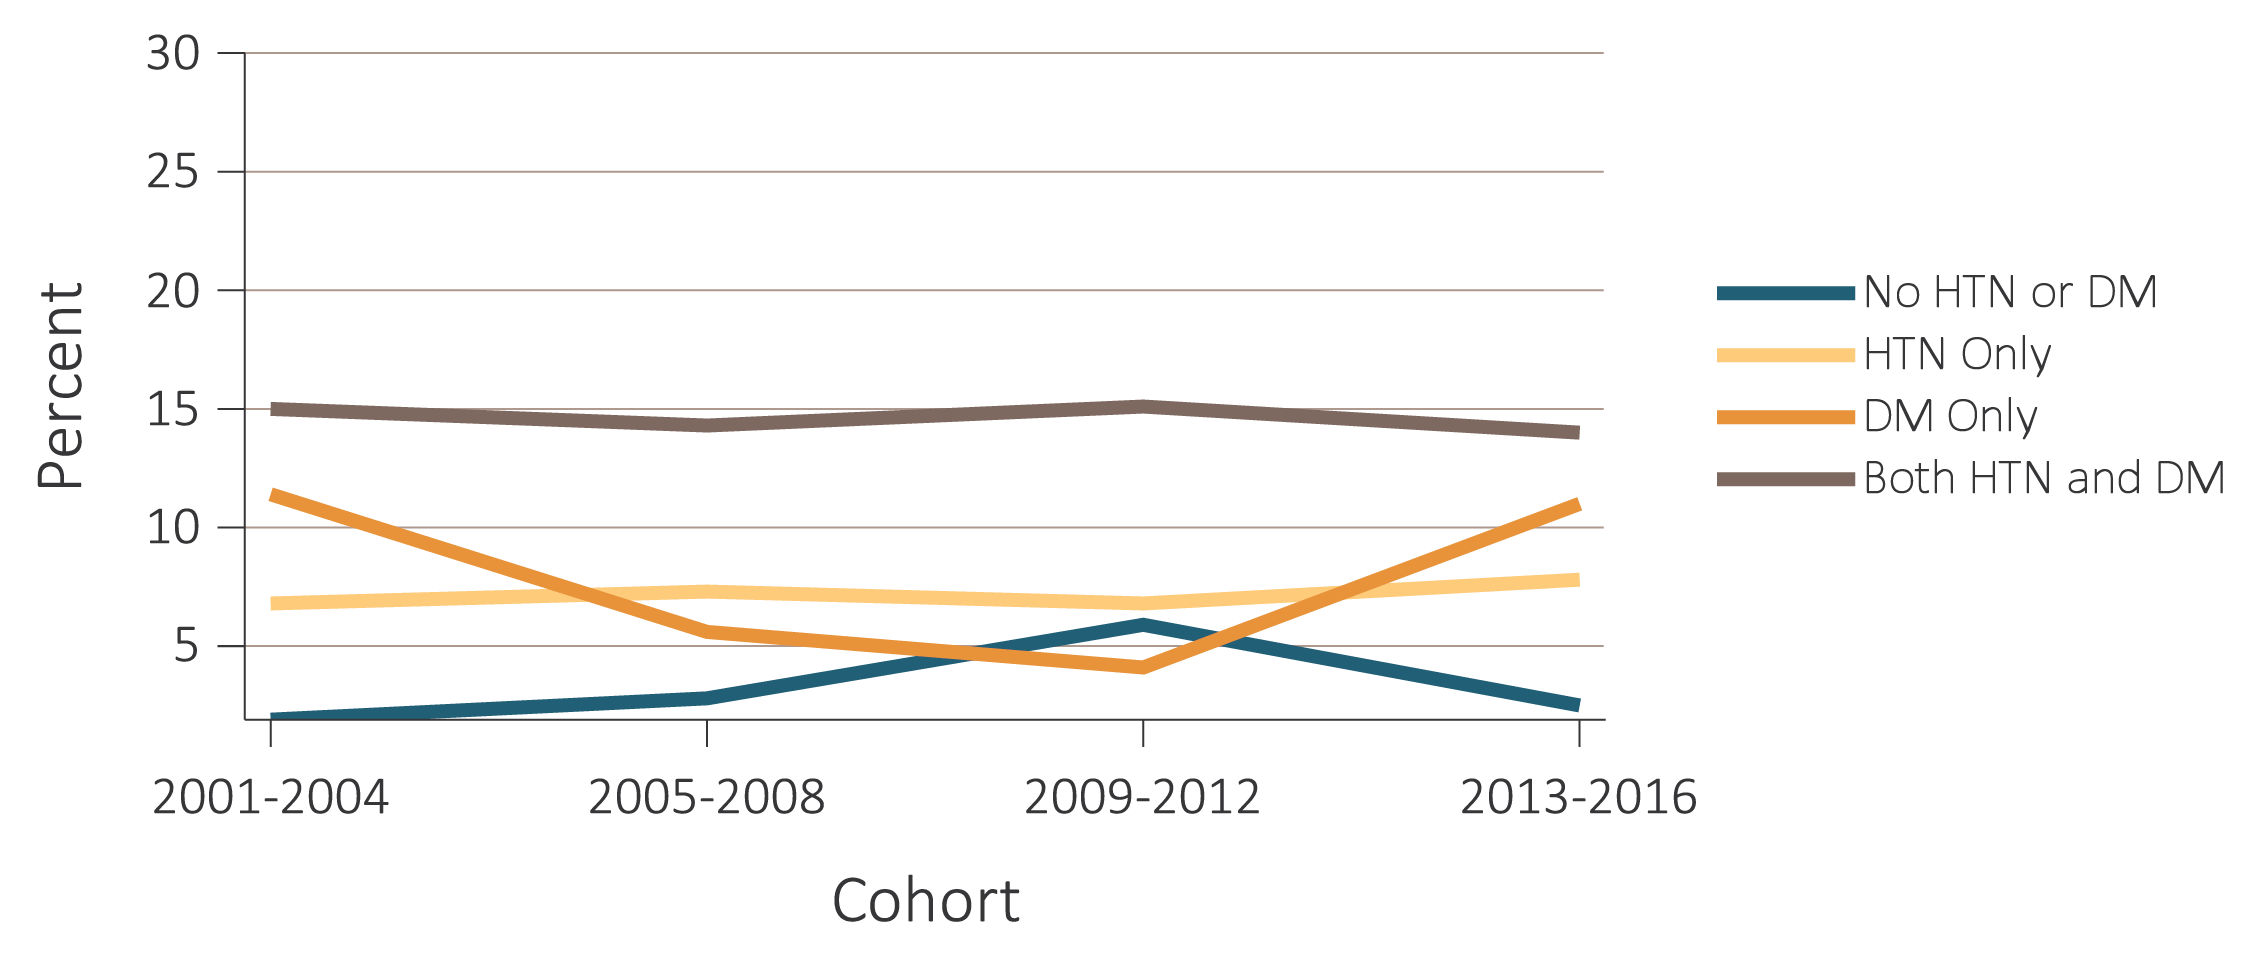 30
25
20
15
10
5
Percent
2001-2004
2005-2008
2009-2012
2013-2016
Cohort
No HTN or DM
HTN Only
DM Only
Both HTN and DM